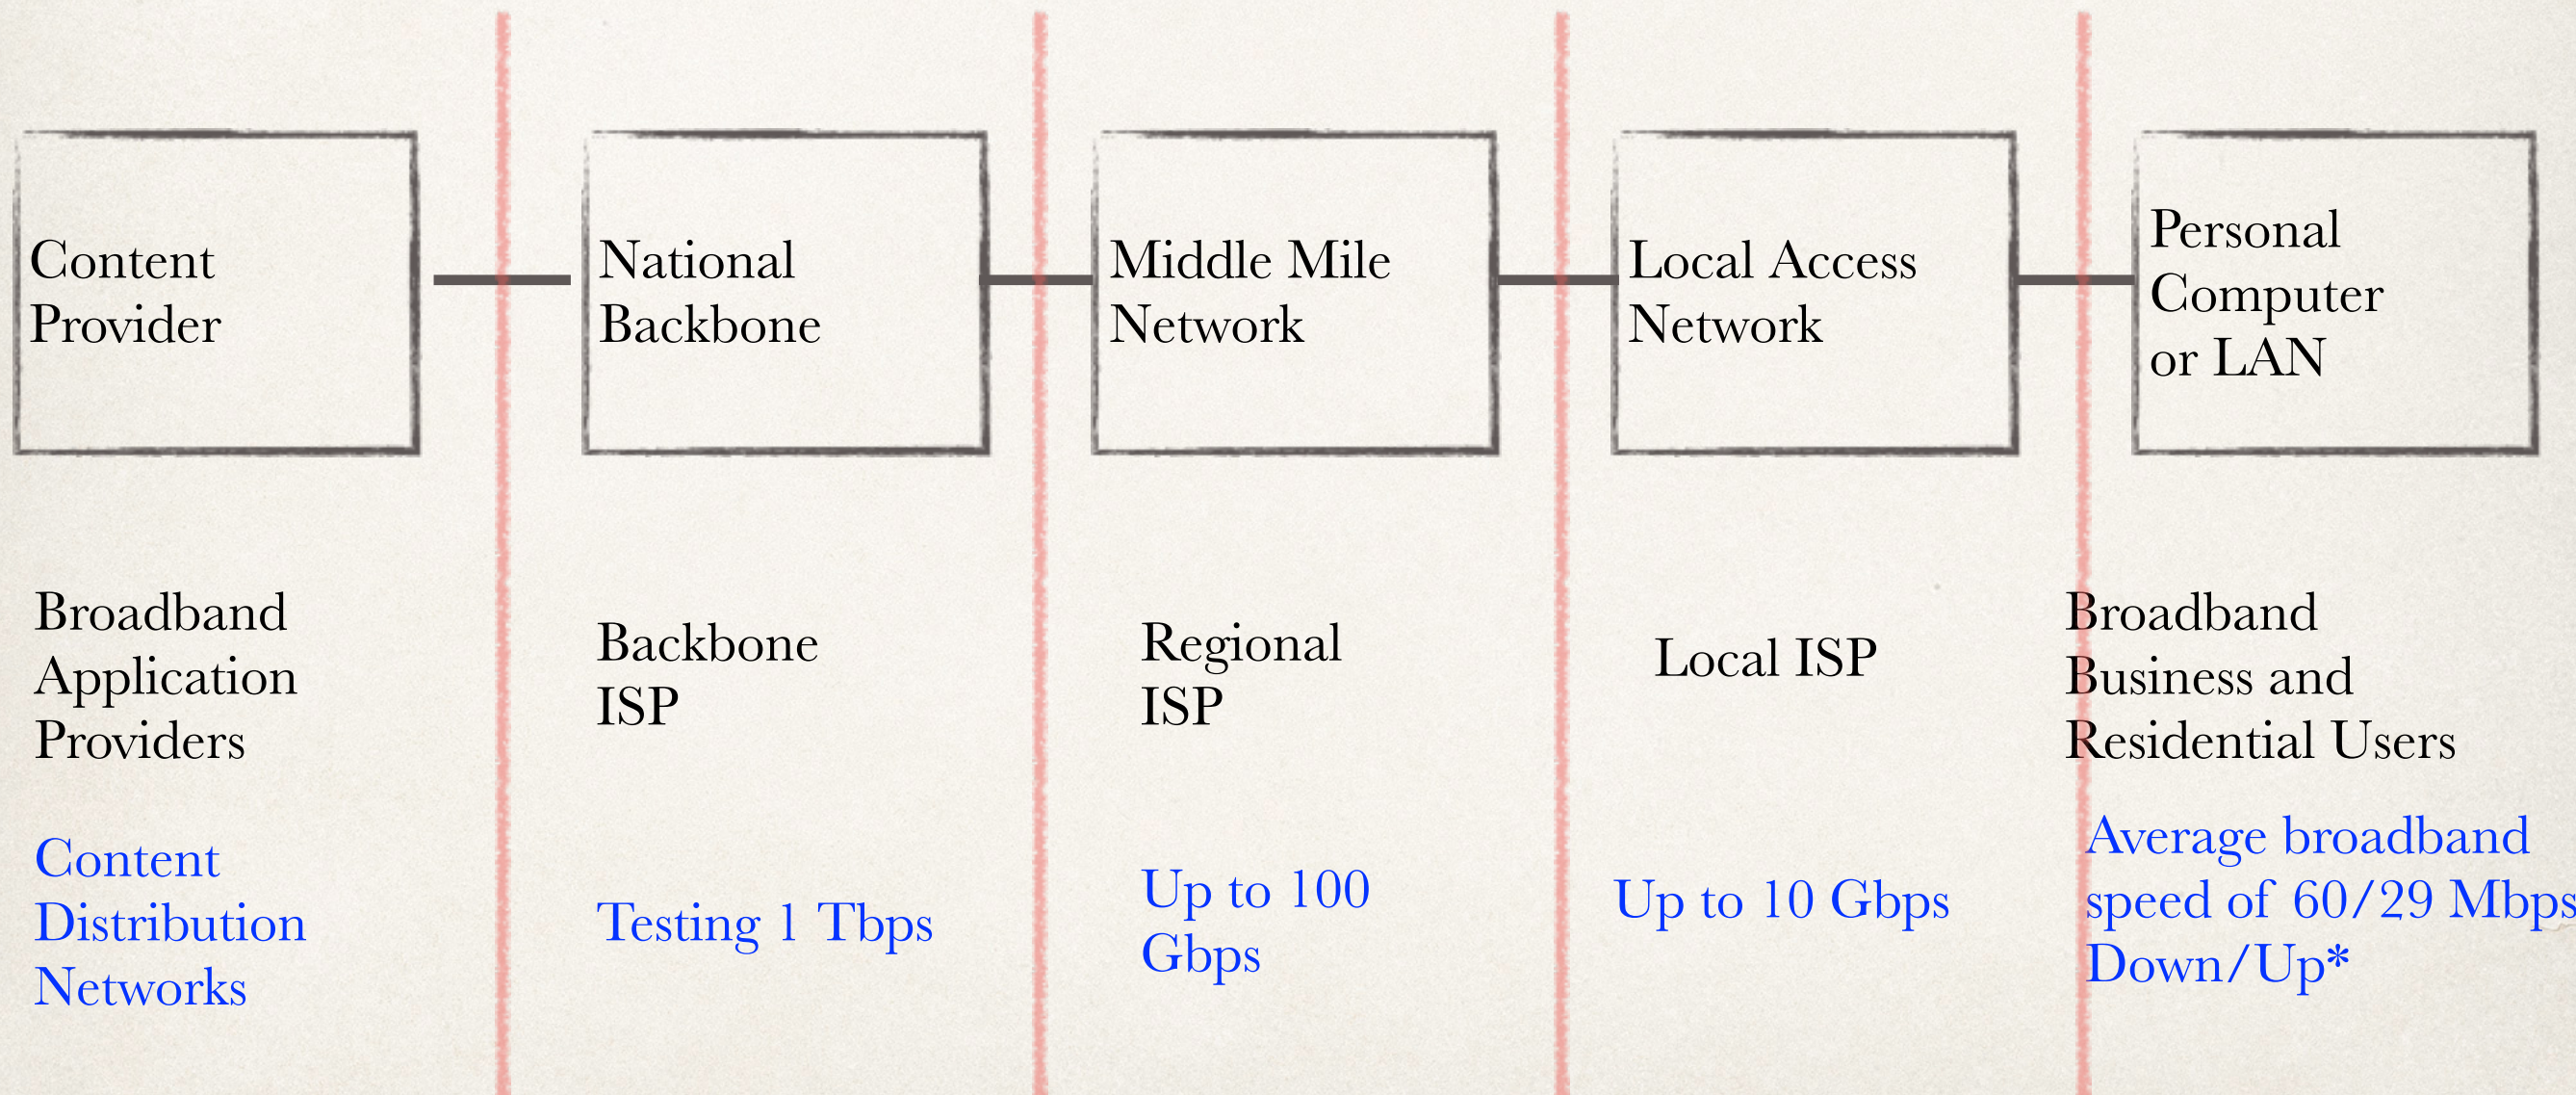 Content
Provider
National
Backbone
Middle Mile
Network
Local Access
Network
Personal
Computer
or LAN
Broadband
Application
Providers
Backbone
ISP
Regional
ISP
Local ISP
Broadband
Business and
Residential Users
Content
Distribution
Networks
Testing 1 Tbps
Up to 100
Gbps
Up to 10 Gbps
Average broadband
speed of 60/29 Mbps
Down/Up*